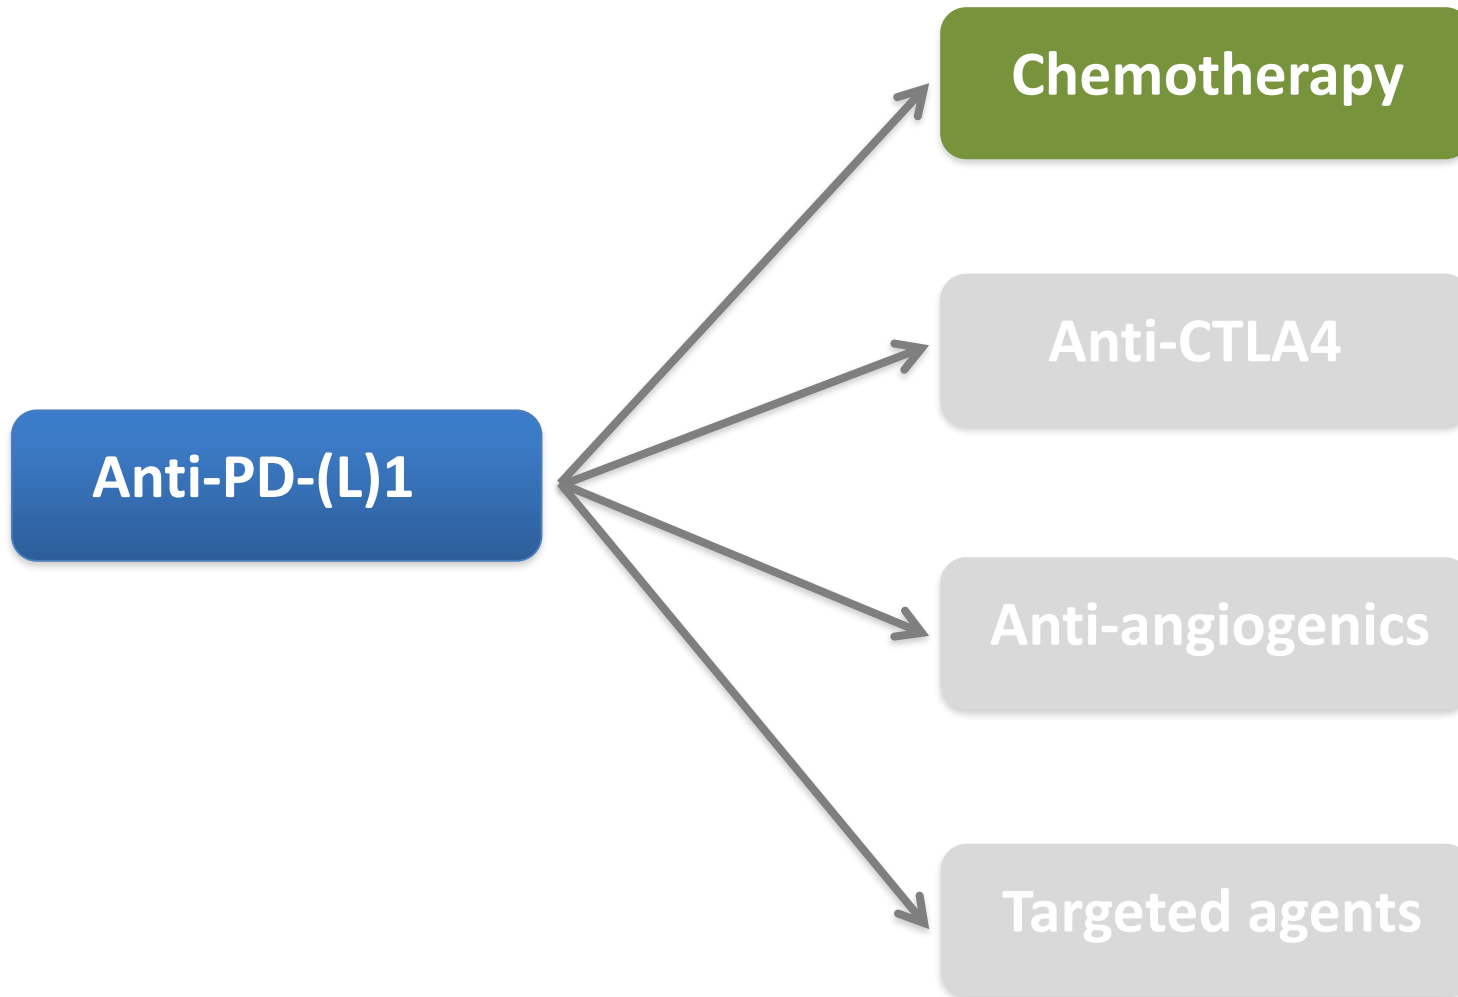 Chemotherapy
Anti-CTLA4
Anti-PD-(L)1
Anti-angiogenics
Targeted agents